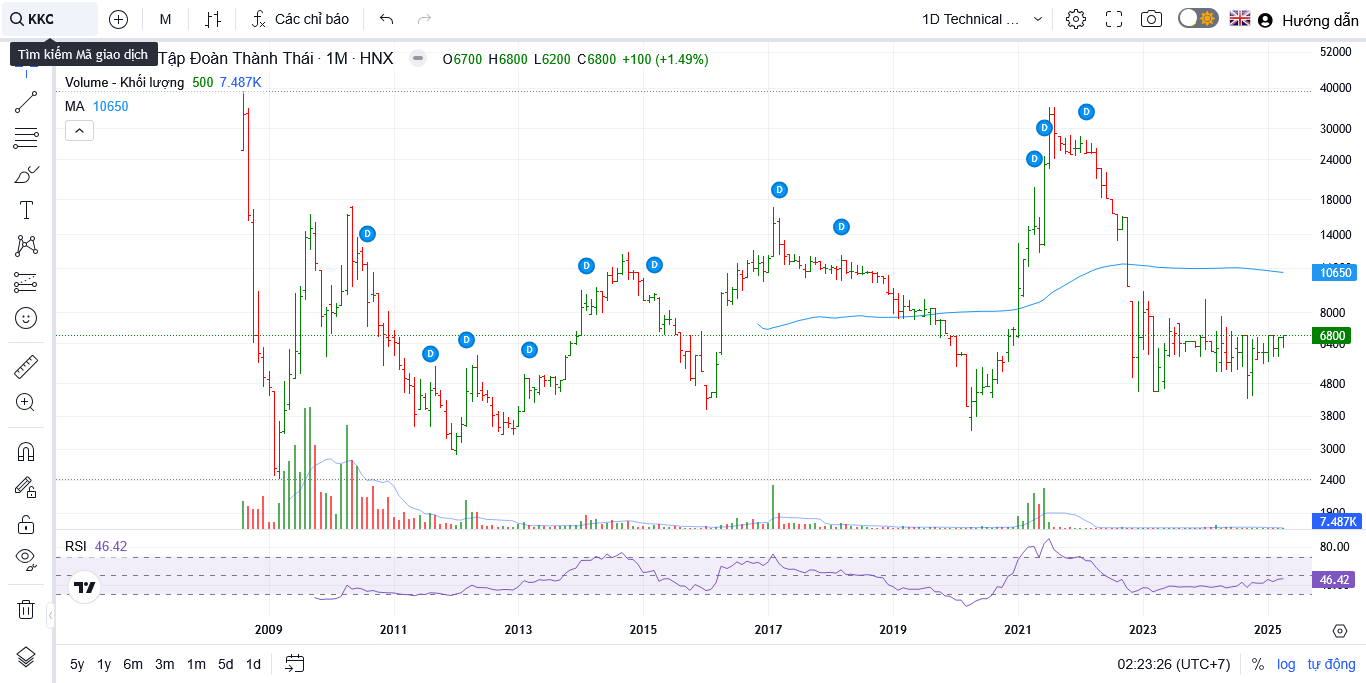 KKC
M
Các chỉ báo
1D Technical ...
Hướng dẫn
Tìm kiếm Mã giao dịch
Tập Đoàn Thành Thái · 1M · HNX
O6700 H6800 L6200 C6800 +100 (+1.49%)
Volume - Khối lượng 500 7.487K
MA 10650
52000
40000
30000
24000
18000
14000
10650
8000
6800
6400
4800
3800
3000
2400
1900
7.487K
D
D
D
D
D
D
D
D
D
D
D
RSI 46.42
80.00
46.42
2009
2011
2013
2015
2017
2019
2021
2023
2025
5y 1y 6m 3m 1m 5d 1d
02:23:26 (UTC+7)
% log tự động